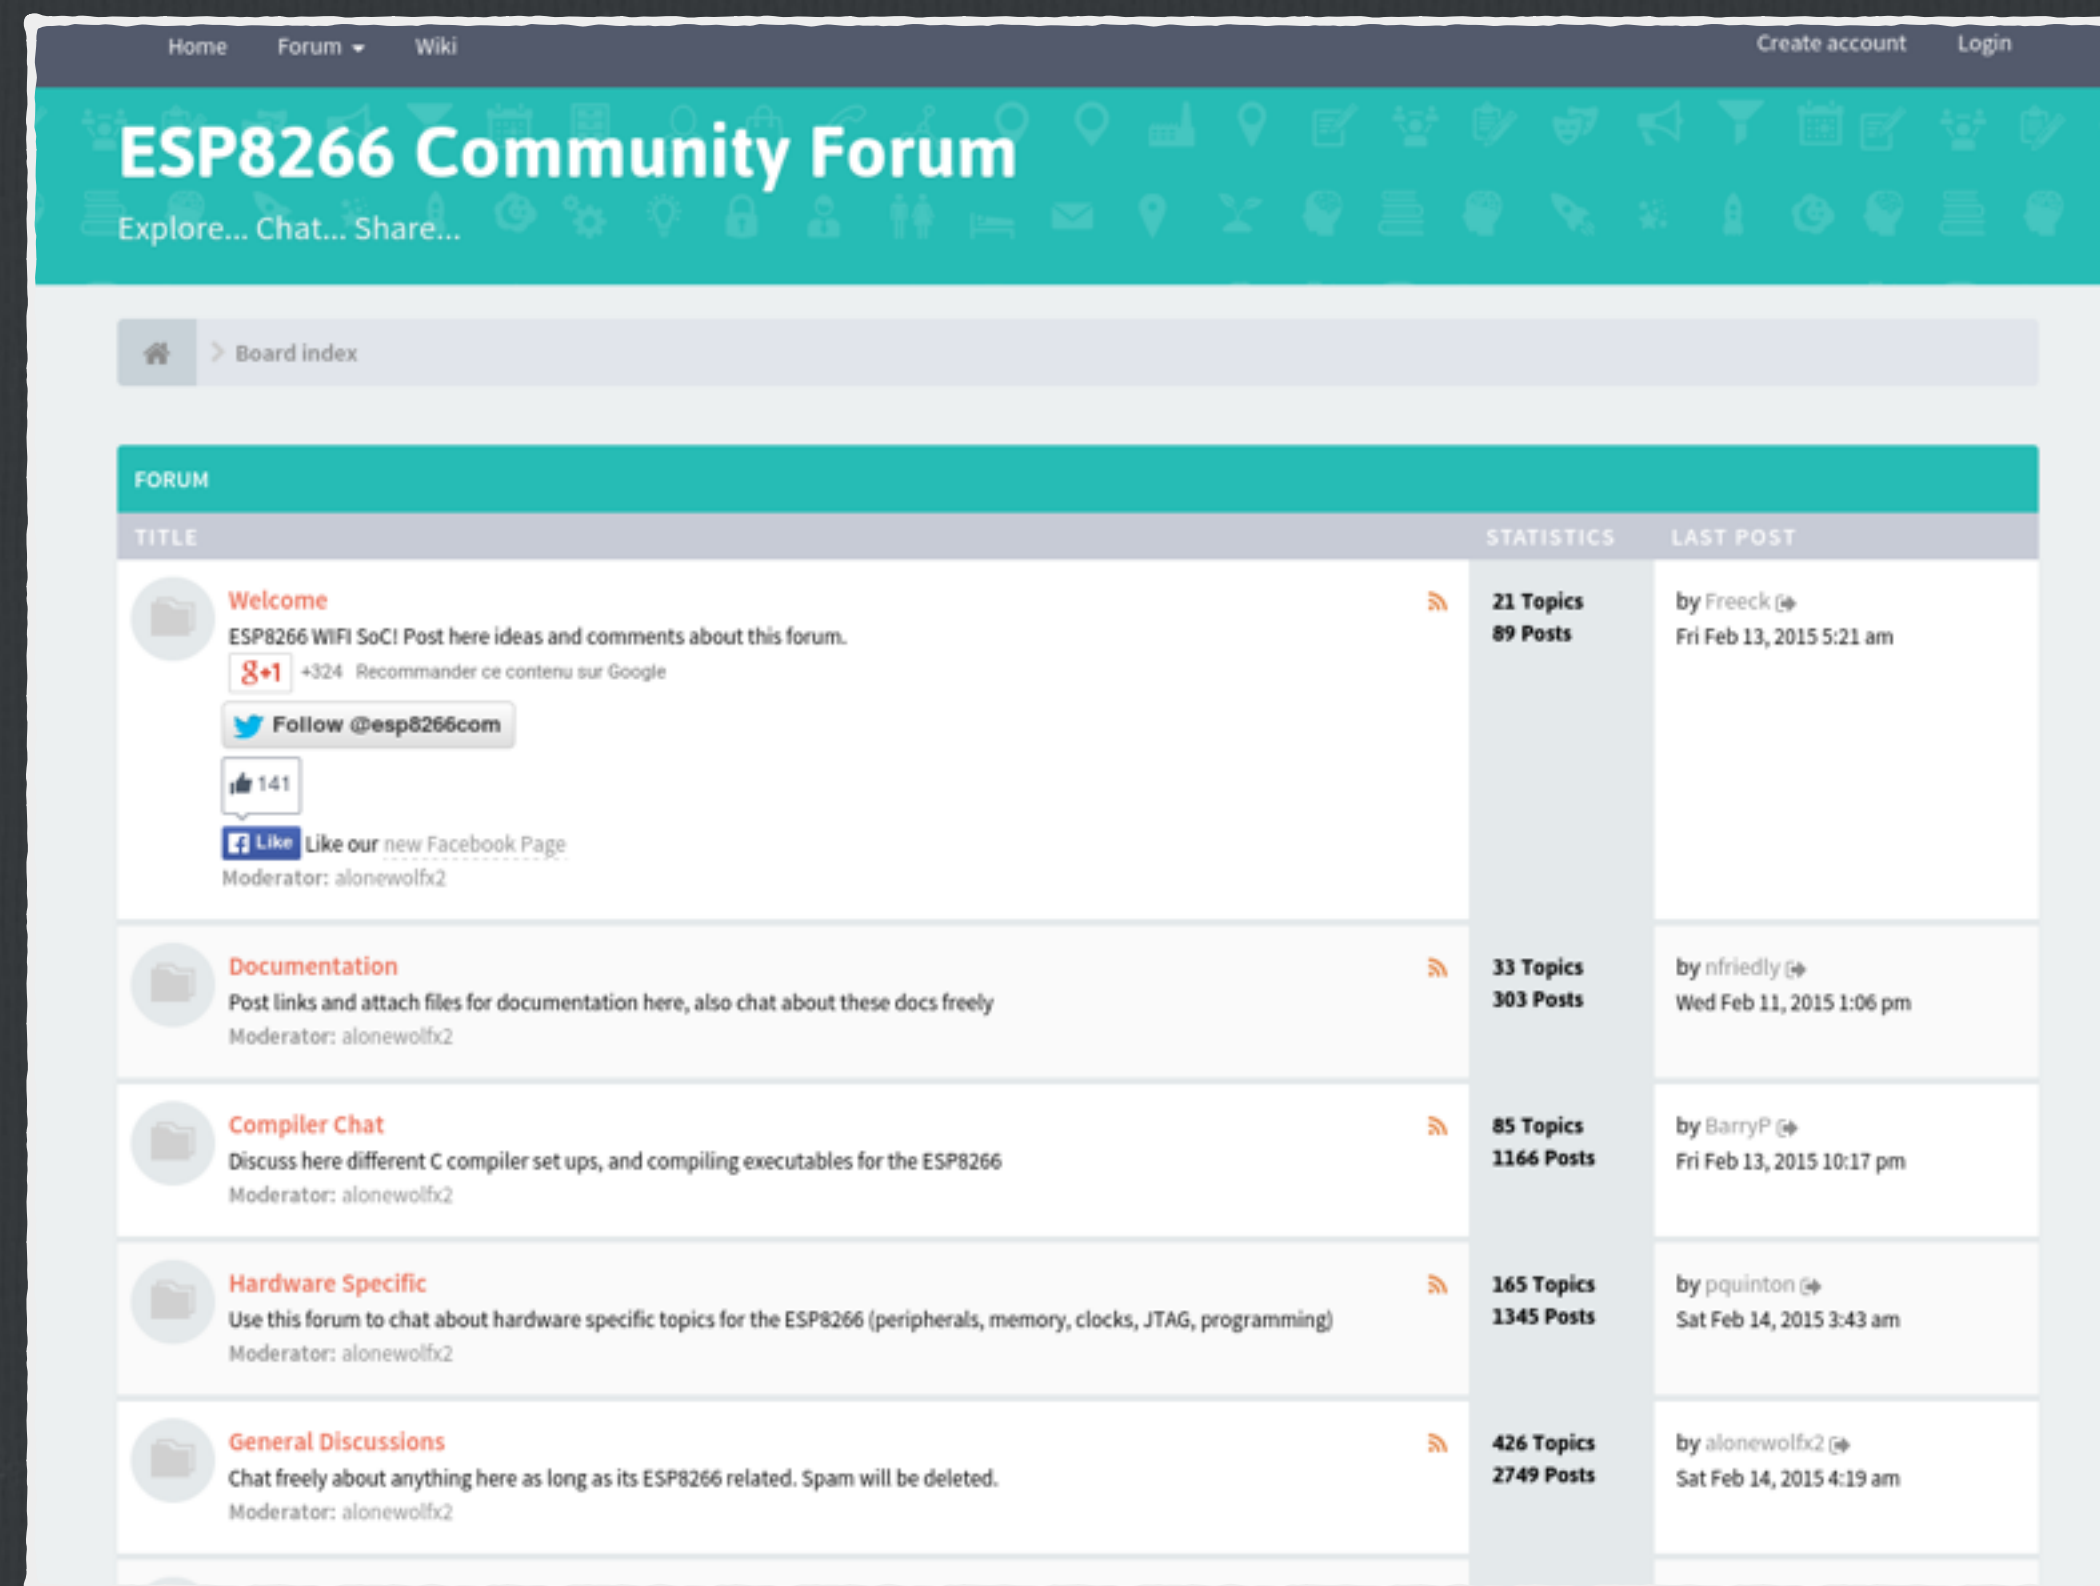 Home Forum Wiki Create account Login
ESP8266 Community Forum
Explore... Chat... Share...
Board index
FORUM
TITLE STATISTICS LAST POST
Welcome 21 Topics by Freeck
ESP8266 WIFI SoC! Post here ideas and comments about this forum. 89 Posts Fri Feb 13, 2015 5:21 am
g+1 +324 Recommander ce contenu sur Google
Follow @esp8266com
141
Like Like our new Facebook Page
Moderator: alonewolfx2
Documentation 33 Topics by nfriedly
Post links and attach files for documentation here, also chat about these docs freely 303 Posts Wed Feb 11, 2015 1:06 pm
Moderator: alonewolfx2
Compiler Chat 85 Topics by BarryP
Discuss here different C compiler set ups, and compiling executables for the ESP8266 1166 Posts Fri Feb 13, 2015 10:17 pm
Moderator: alonewolfx2
Hardware Specific 165 Topics by pquinton
Use this forum to chat about hardware specific topics for the ESP8266 (peripherals, memory, clocks, JTAG, programming) 1345 Posts Sat Feb 14, 2015 3:43 am
Moderator: alonewolfx2
General Discussions 426 Topics by alonewolfx2
Chat freely about anything here as long as its ESP8266 related. Spam will be deleted. 2749 Posts Sat Feb 14, 2015 4:19 am
Moderator: alonewolfx2